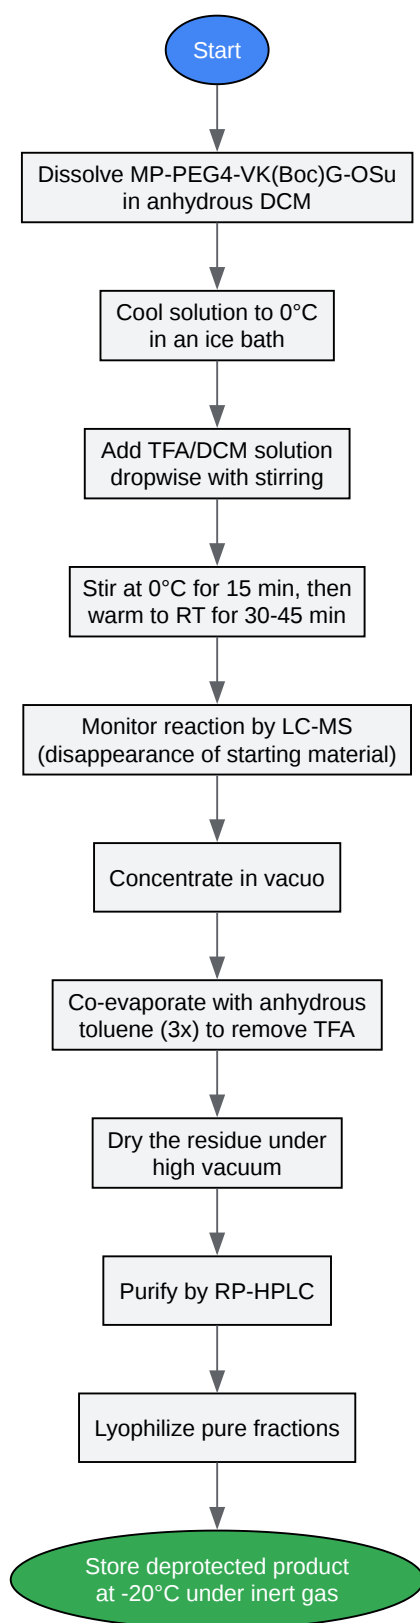 Start
Dissolve MP-PEG4-VK(Boc)G-OSu
in anhydrous DCM
Cool solution to 0°C
in an ice bath
Add TFA/DCM solution
dropwise with stirring
Stir at 0°C for 15 min, then
warm to RT for 30-45 min
Monitor reaction by LC-MS
(disappearance of starting material)
Concentrate in vacuo
Co-evaporate with anhydrous
toluene (3x) to remove TFA
Dry the residue under
high vacuum
Purify by RP-HPLC
Lyophilize pure fractions
Store deprotected product
at -20°C under inert gas